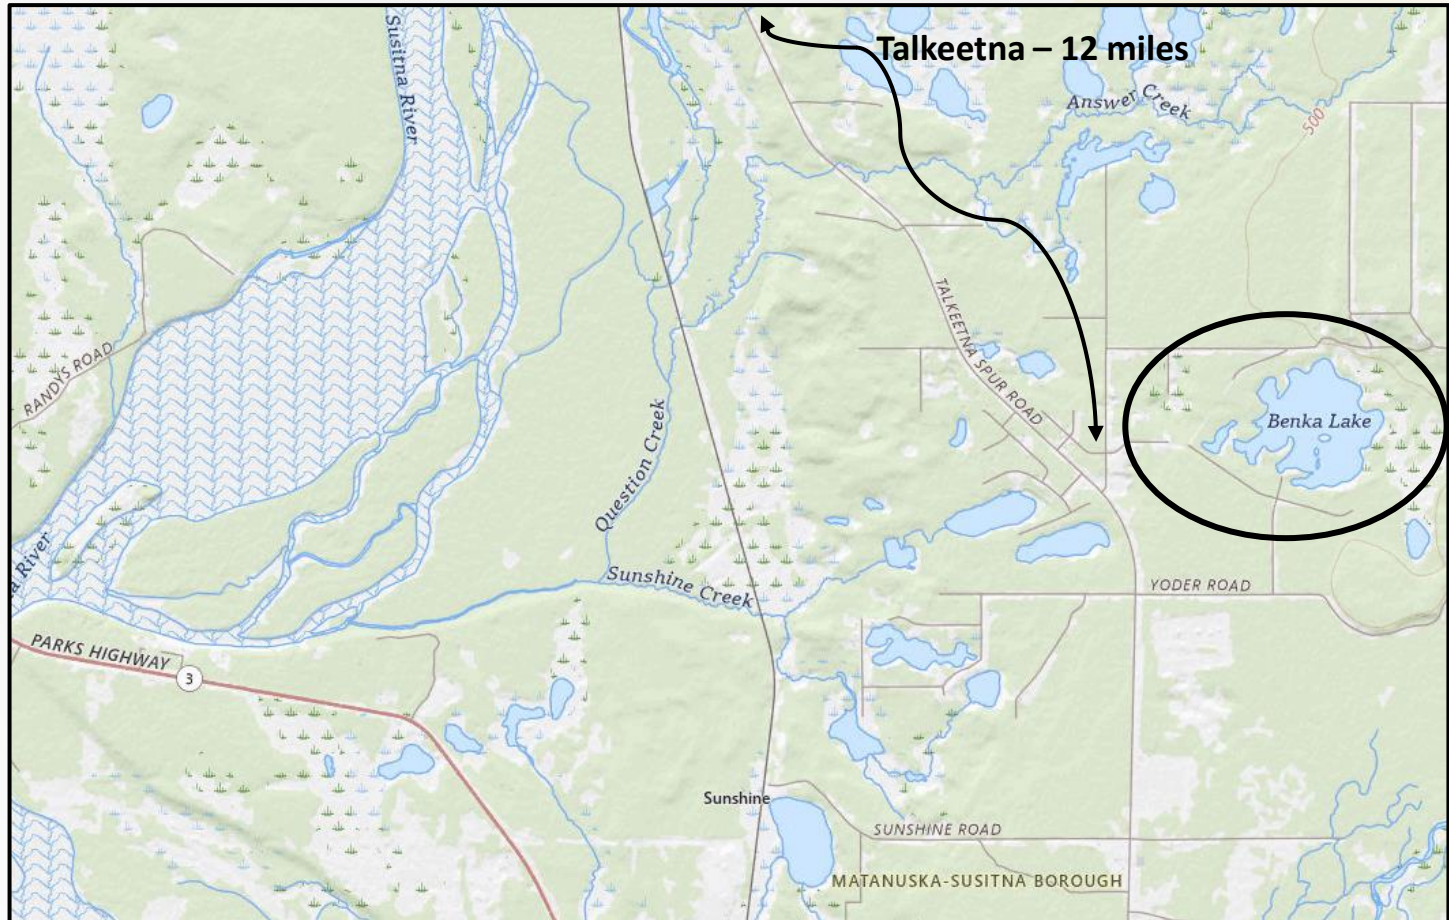 Susitna River
Talkeetna – 12 miles
Answer Creek
500
RANDYS ROAD
TALKEETNA SPUR ROAD
Benka Lake
Question Creek
Sunshine Creek
a River
YODER ROAD
PARKS HIGHWAY
3
Sunshine
SUNSHINE ROAD
MATANUSKA-SUSITNA BOROUGH